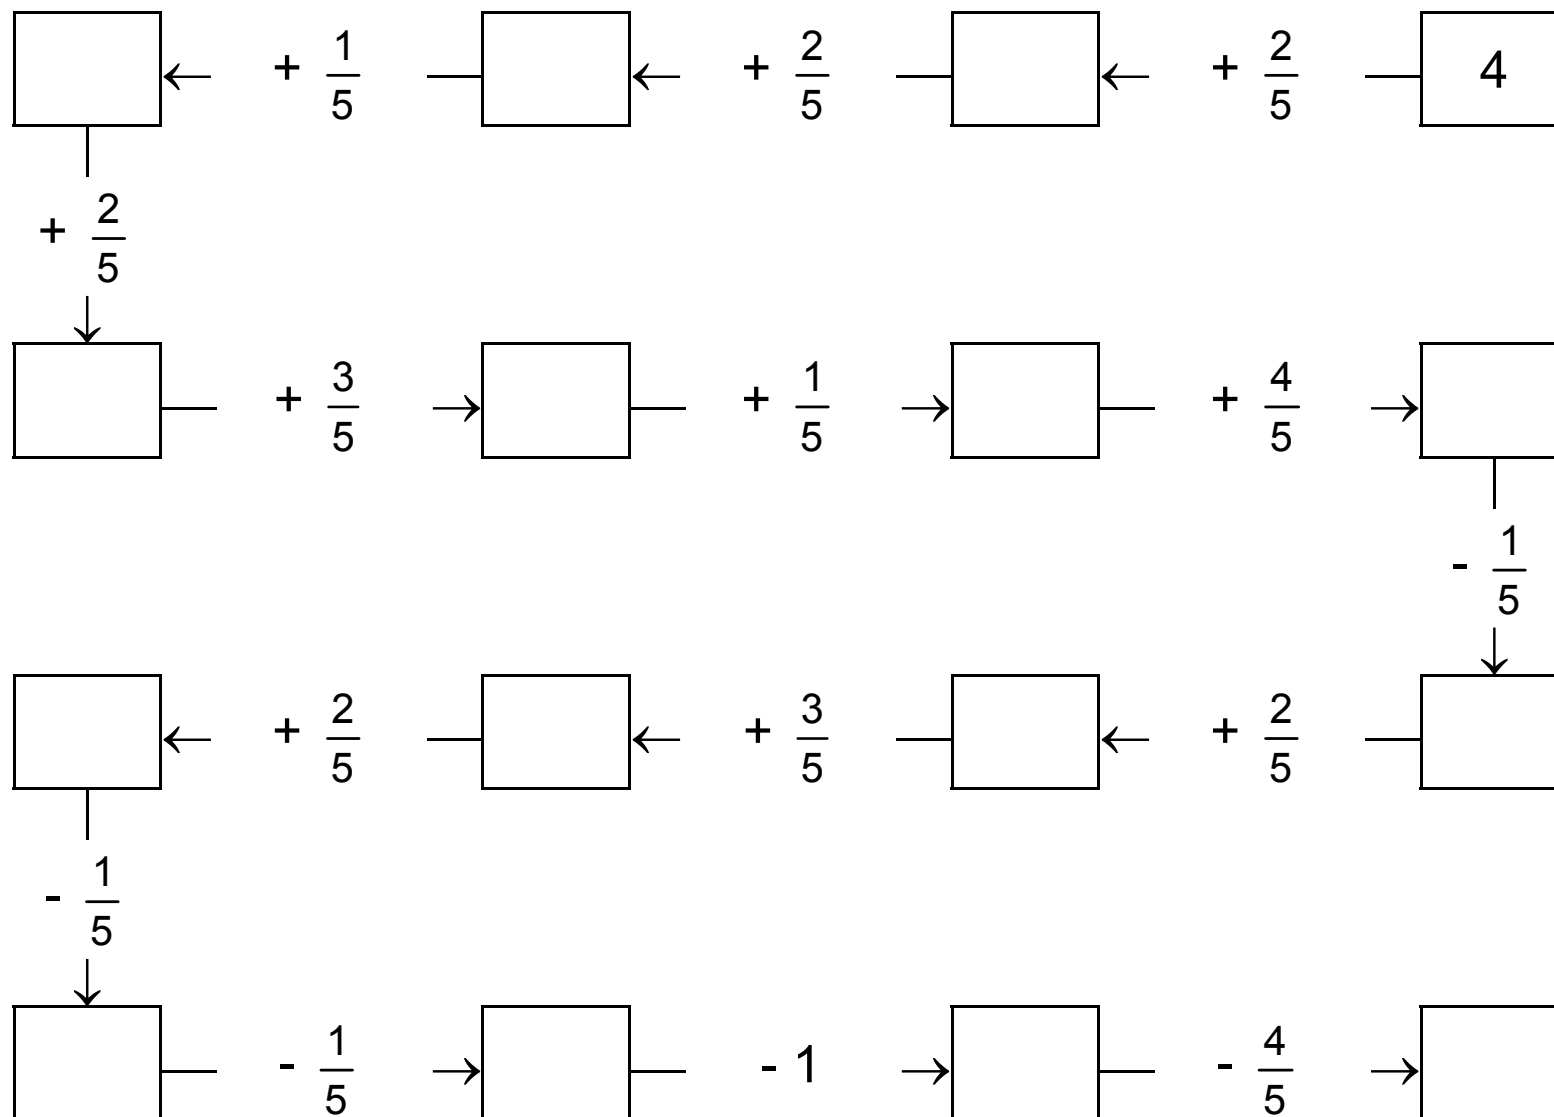 ← + 1/5 — ← + 2/5 — ← + 2/5 — 4
+ 2/5
+ 3/5 → + 1/5 → + 4/5 →
- 1/5
← + 2/5 — ← + 3/5 — ← + 2/5
- 1/5
- 1/5 → - 1 → - 4/5 →